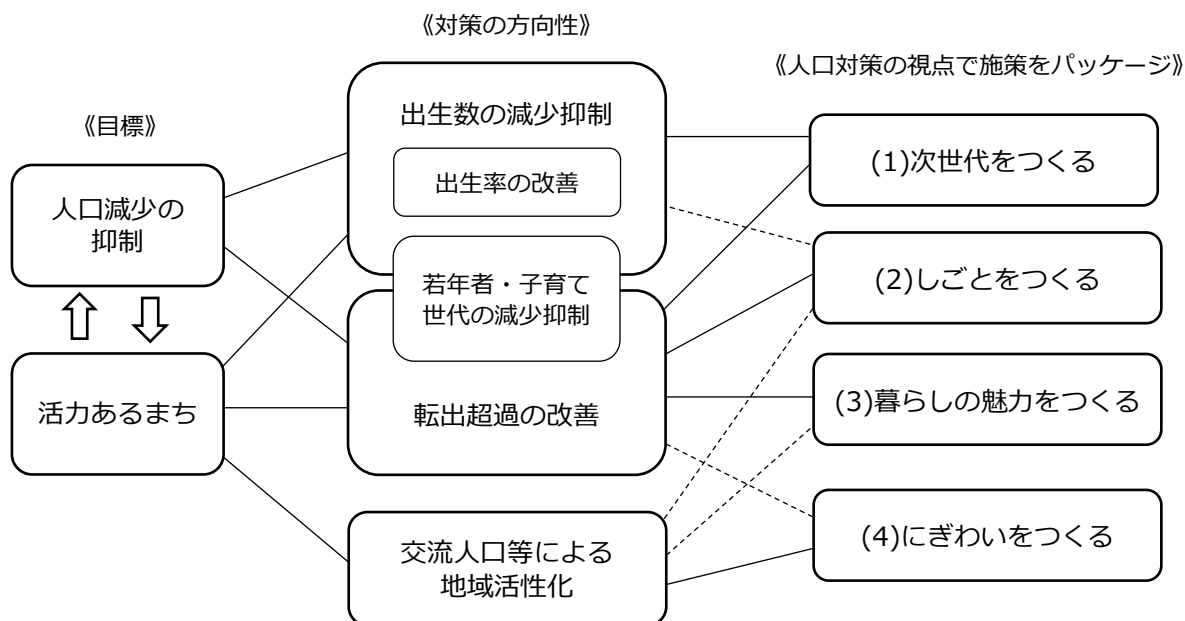 《目標》
人口減少の
抑制
活力あるまち
《対策の方向性》
出生数の減少抑制
出生率の改善
若年者・子育て
世代の減少抑制
転出超過の改善
交流人口等による
地域活性化
《人口対策の視点で施策をパッケージ》
(1)次世代をつくる
(2)しごとをつくる
(3)暮らしの魅力をつくる
(4)にぎわいをつくる